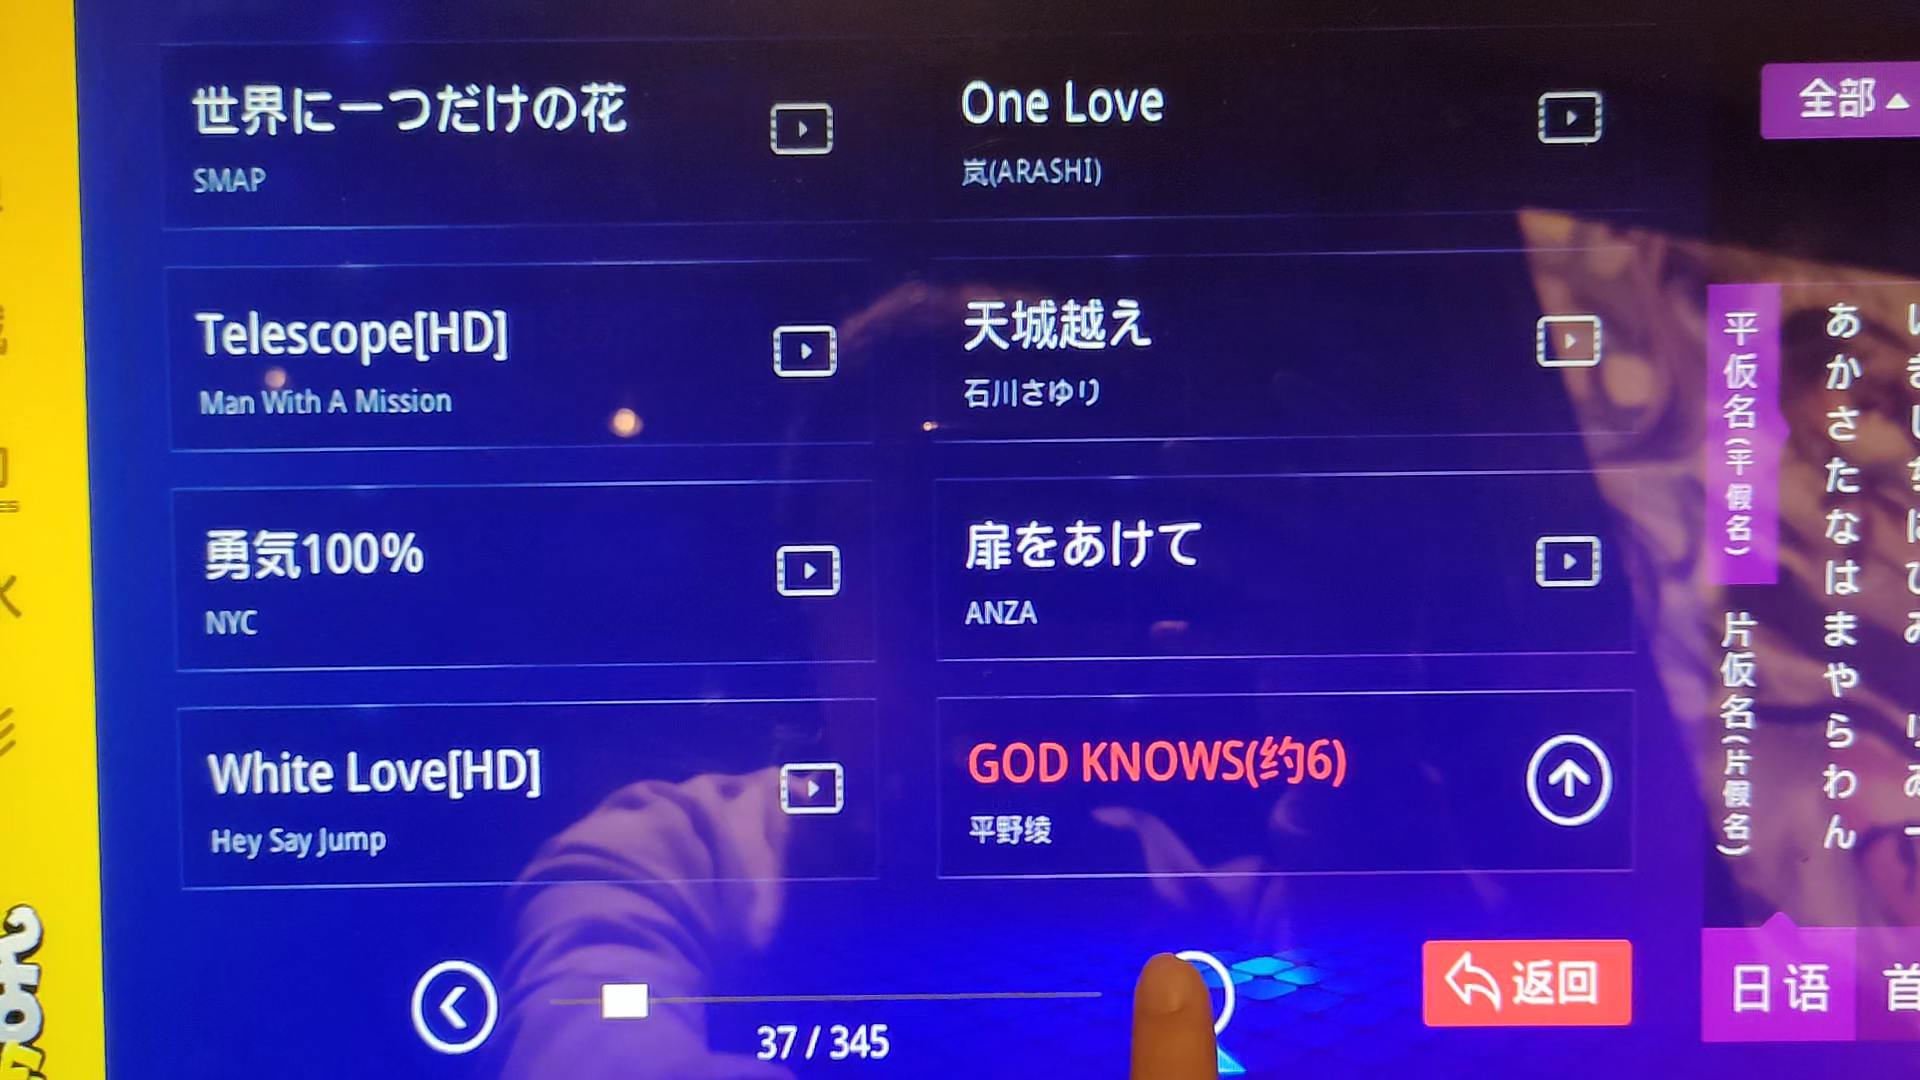 世界に一つだけの花
SMAP
One Love
岚(ARASHI)
Telescope[HD]
Man With A Mission
天城越え
石川さゆり
勇気100%
NYC
扉をあけて
ANZA
White Love[HD]
Hey Say Jump
GOD KNOWS(约6)
平野绫
37 / 345
返回
全部
平仮名(平假名)
片仮名(片假名)
あ
か
さ
た
な
は
ま
や
ら
わ
ん
日语
首